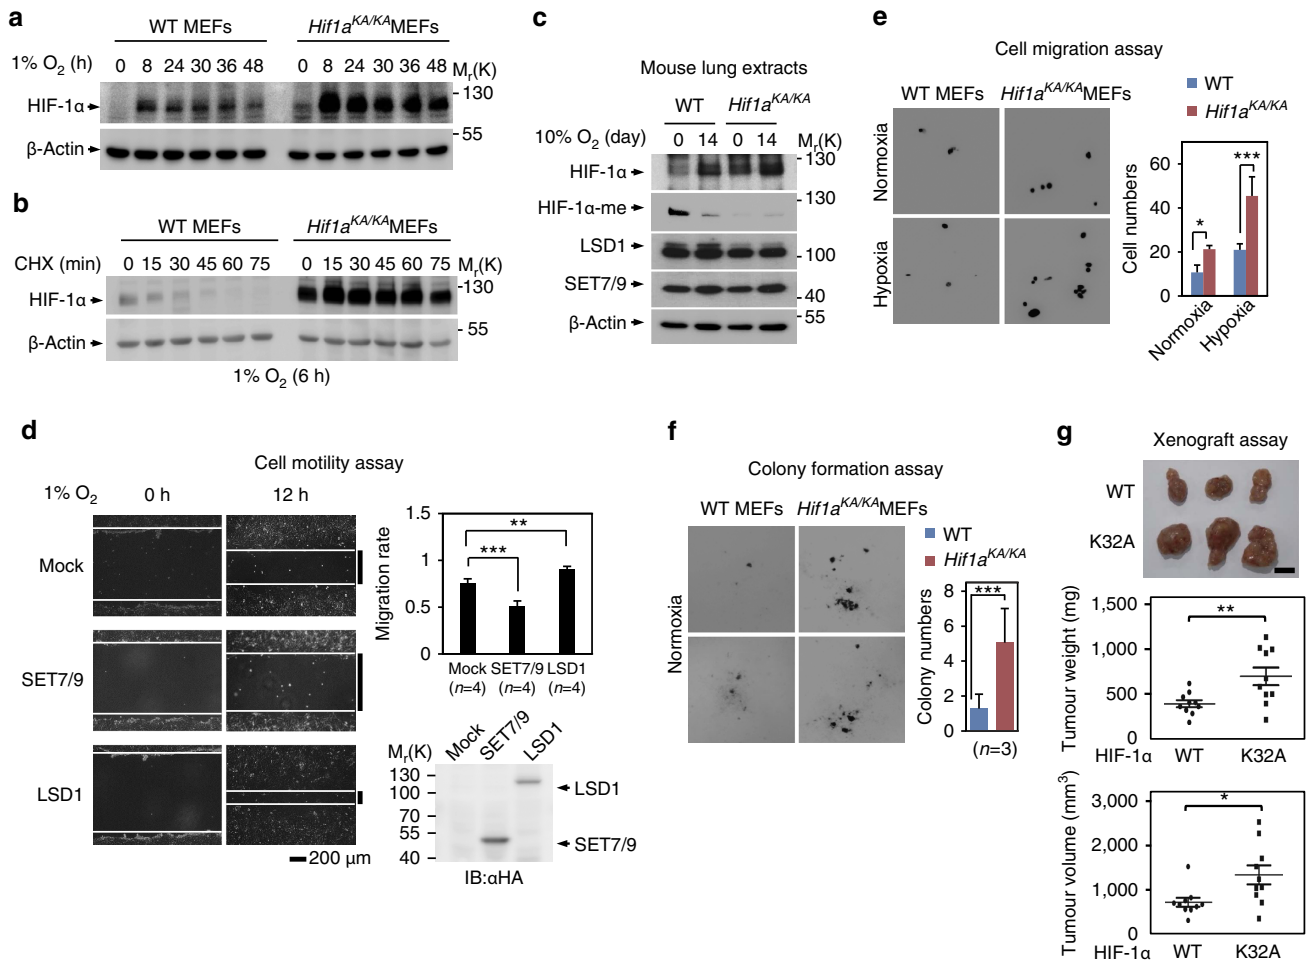 a
WT MEFs Hif1a^KA/KA MEFs
1% O2 (h) 0 8 24 30 36 48 0 8 24 30 36 48 Mr(K)
HIF-1α 130
β-Actin 55
b
WT MEFs Hif1a^KA/KA MEFs
CHX (min) 0 15 30 45 60 75 0 15 30 45 60 75 Mr(K)
HIF-1α 130
β-Actin 55
1% O2 (6 h)
c
Mouse lung extracts
WT Hif1a^KA/KA
10% O2 (day) 0 14 0 14 Mr(K)
HIF-1α 130
HIF-1α-me 130
LSD1 100
SET7/9 40
β-Actin 55
e
Cell migration assay
WT
Hif1a^KA/KA
WT MEFs Hif1a^KA/KA MEFs
Normoxia
Hypoxia
Cell numbers
60
40
20
0
*
***
Normoxia
Hypoxia
d
Cell motility assay
1% O2 0 h 12 h
Mock
SET7/9
LSD1
200 μm
Migration rate
1.5
1
0.5
0
**
***
Mock SET7/9 LSD1
(n=4) (n=4) (n=4)
Mock SET7/9 LSD1
Mr(K)
130
100
70
55
40
LSD1
SET7/9
IB:αHA
f
Colony formation assay
WT MEFs Hif1a^KA/KA MEFs
Normoxia
WT
Hif1a^KA/KA
Colony numbers
8
6
4
2
0
***
(n=3)
g
Xenograft assay
WT
K32A
Tumour weight (mg)
1,500
1,000
500
0
**
HIF-1α WT K32A
Tumour volume (mm3)
3,000
2,000
1,000
0
*
HIF-1α WT K32A